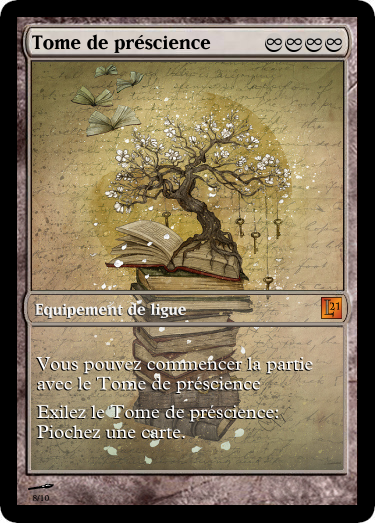 Tome de préscience ∞∞∞∞
Equipement de ligue L21
Vous pouvez commencer la partie
avec le Tome de préscience
Exilez le Tome de préscience:
Piochez une carte.
8/10